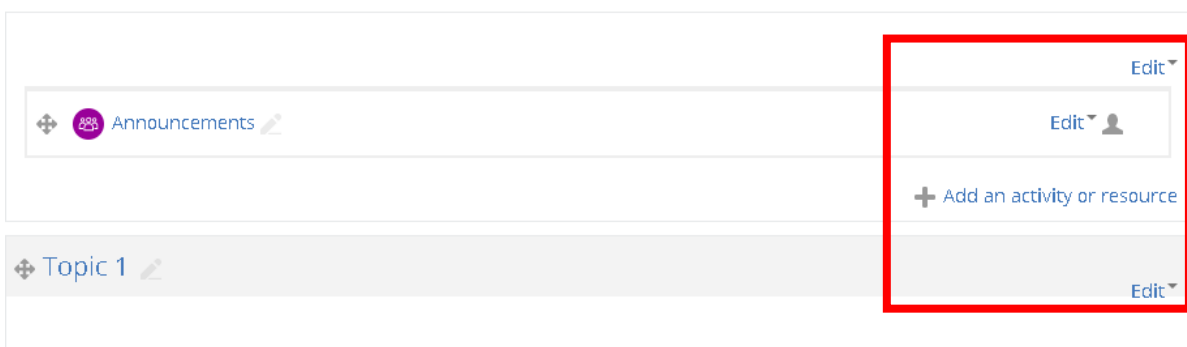 Edit
Announcements Edit
Add an activity or resource
Topic 1
Edit